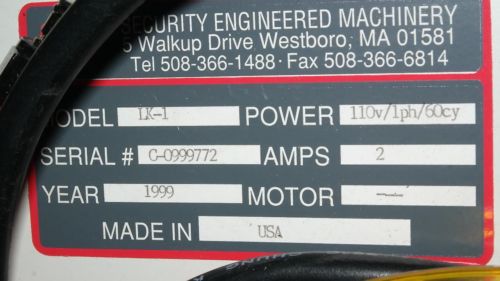 SECURITY ENGINEERED MACHINERY
5 Walkup Drive Westboro, MA 01581
Tel 508-366-1488 · Fax 508-366-6814
MODEL LK-1 POWER 110v/1ph/60cy
SERIAL # C-0999772 AMPS 2
YEAR 1999 MOTOR --
MADE IN USA